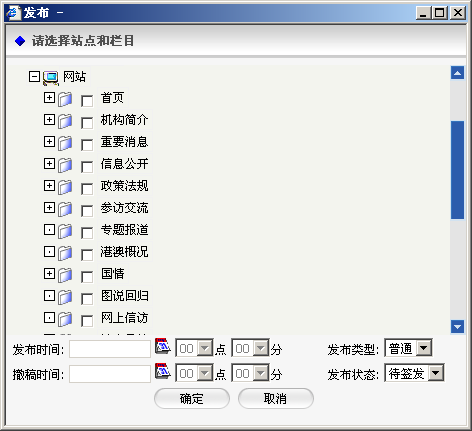 发布 -
请选择站点和栏目
网站
首页
机构简介
重要消息
信息公开
政策法规
参访交流
专题报道
港澳概况
国情
图说回归
网上信访
发布时间: 00 点 00 分 发布类型: 普通
撤稿时间: 00 点 00 分 发布状态: 待签发
确定 取消